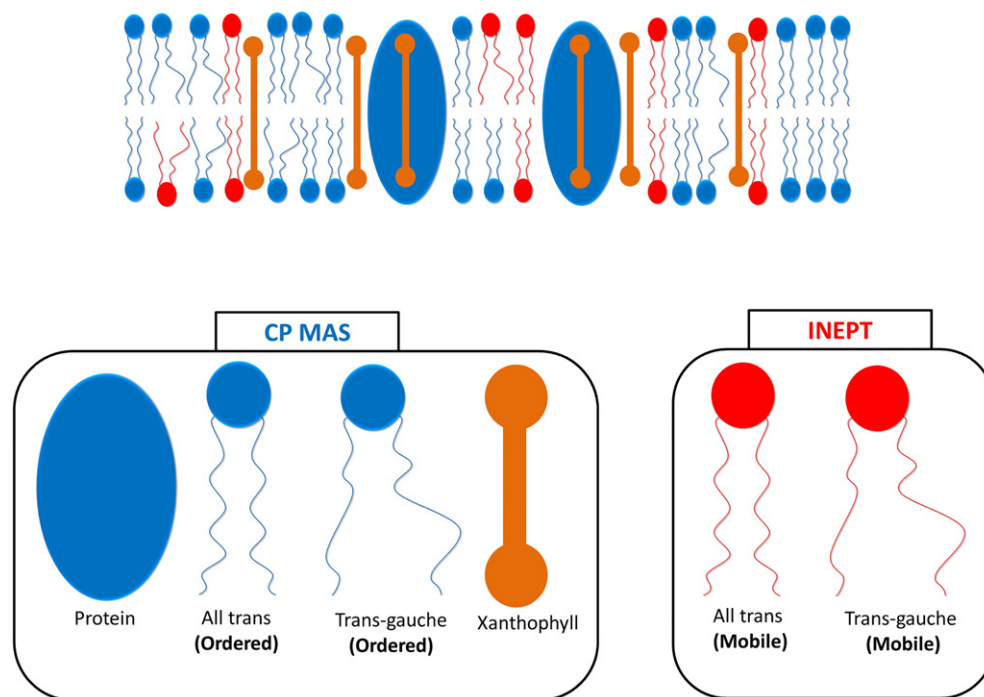 CP MAS
INEPT
Protein
All trans
(Ordered)
Trans-gauche
(Ordered)
Xanthophyll
All trans
(Mobile)
Trans-gauche
(Mobile)